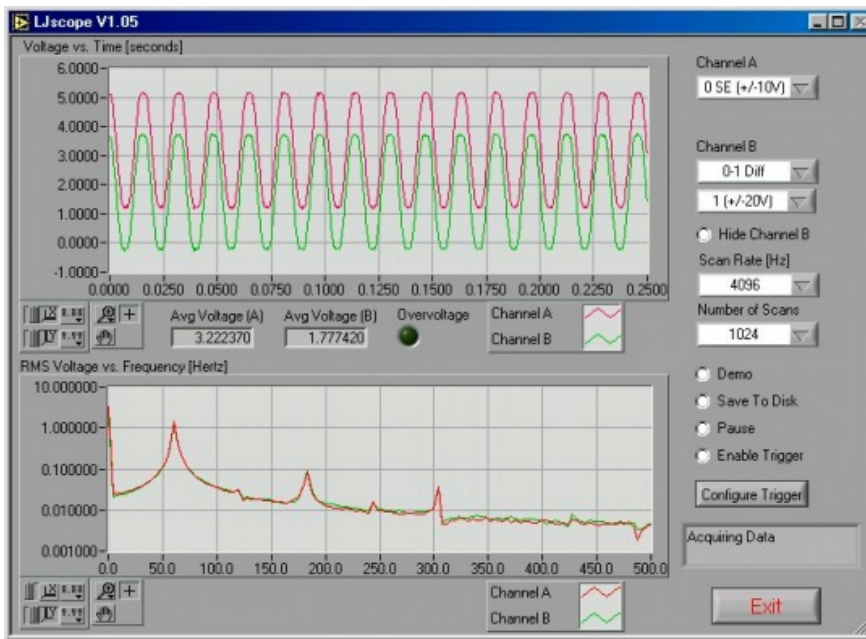 LJscope V1.05
Voltage vs. Time [seconds]
6.0000
5.0000
4.0000
3.0000
2.0000
1.0000
0.0000
-1.0000
0.0000 0.0250 0.0500 0.0750 0.1000 0.1250 0.1500 0.1750 0.2000 0.2250 0.2500
Avg Voltage (A) Avg Voltage (B) Overvoltage
3.222370 1.777420
Channel A
Channel B
RMS Voltage vs. Frequency [Hertz]
10.000000
1.000000
0.100000
0.010000
0.001000
0.0 50.0 100.0 150.0 200.0 250.0 300.0 350.0 400.0 450.0 500.0
Channel A
Channel B
Channel A
0 SE (+/-10V)
Channel B
0-1 Diff
1 (+/-20V)
Hide Channel B
Scan Rate [Hz]
4096
Number of Scans
1024
Demo
Save To Disk
Pause
Enable Trigger
Configure Trigger
Acquiring Data
Exit